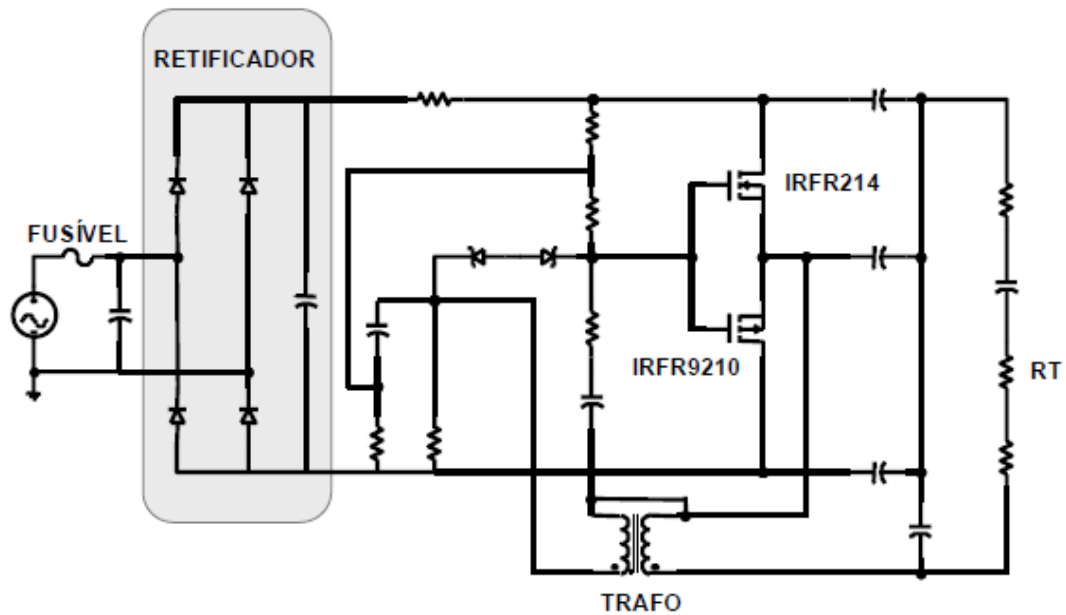 RETIFICADOR
IRFR214
FUSÍVEL
IRFR9210
RT
TRAFO